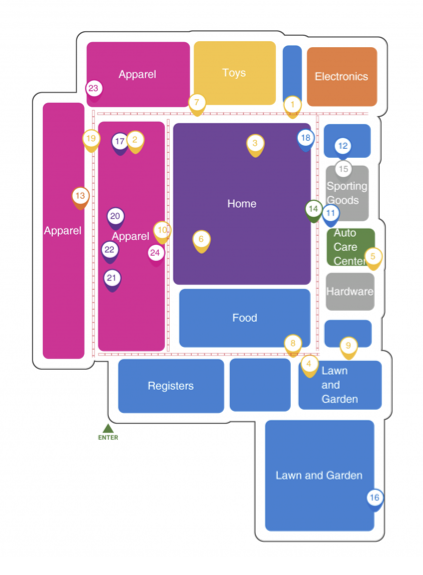 Apparel
Toys
Electronics
23
7
1
19
17
2
3
18
12
15
Sporting
Goods
13
Home
14
11
20
Apparel
Apparel
10
6
Auto
Care
Center
5
22
24
21
Hardware
Food
8
9
4
Lawn
and
Garden
Registers
ENTER
Lawn and Garden
16